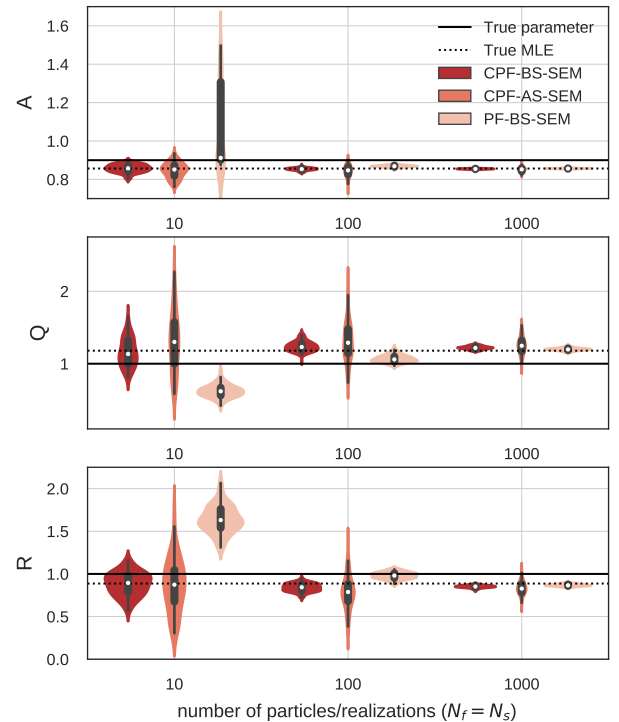 1.6
1.4
1.2
1.0
0.8
A
True parameter
True MLE
CPF-BS-SEM
CPF-AS-SEM
PF-BS-SEM
10
100
1000
2
1
Q
10
100
1000
2.0
1.5
1.0
0.5
0.0
R
10
100
1000
number of particles/realizations (N_f = N_s)